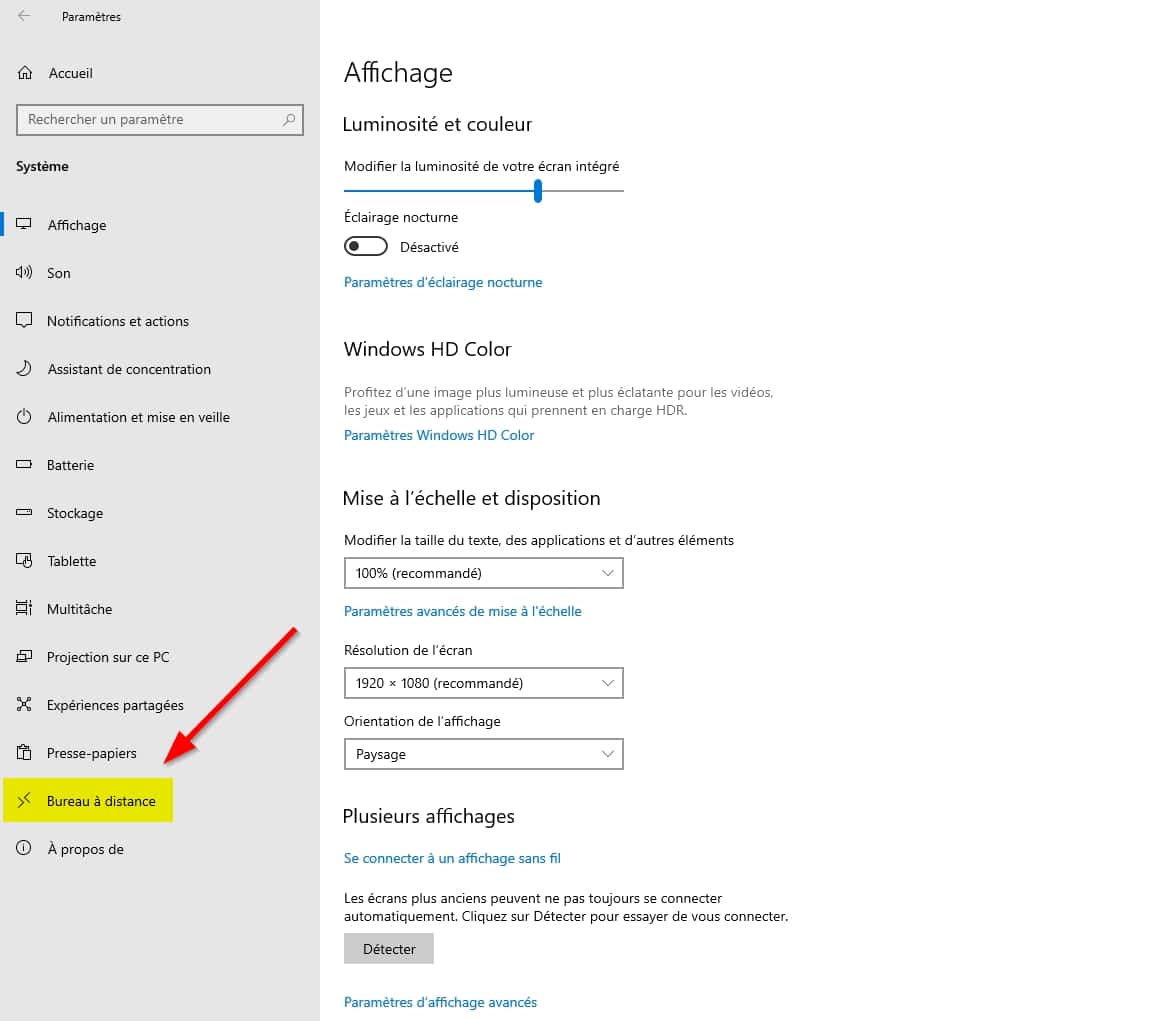 Paramètres
Accueil
Rechercher un paramètre
Système
Affichage
Son
Notifications et actions
Assistant de concentration
Alimentation et mise en veille
Batterie
Stockage
Tablette
Multitâche
Projection sur ce PC
Expériences partagées
Presse-papiers
Bureau à distance
À propos de
Affichage
Luminosité et couleur
Modifier la luminosité de votre écran intégré
Éclairage nocturne
Désactivé
Paramètres d'éclairage nocturne
Windows HD Color
Profitez d'une image plus lumineuse et plus éclatante pour les vidéos,
les jeux et les applications qui prennent en charge HDR.
Paramètres Windows HD Color
Mise à l'échelle et disposition
Modifier la taille du texte, des applications et d'autres éléments
100% (recommandé)
Paramètres avancés de mise à l'échelle
Résolution de l'écran
1920 × 1080 (recommandé)
Orientation de l'affichage
Paysage
Plusieurs affichages
Se connecter à un affichage sans fil
Les écrans plus anciens peuvent ne pas toujours se connecter
automatiquement. Cliquez sur Détecter pour essayer de vous connecter.
Détecter
Paramètres d'affichage avancés